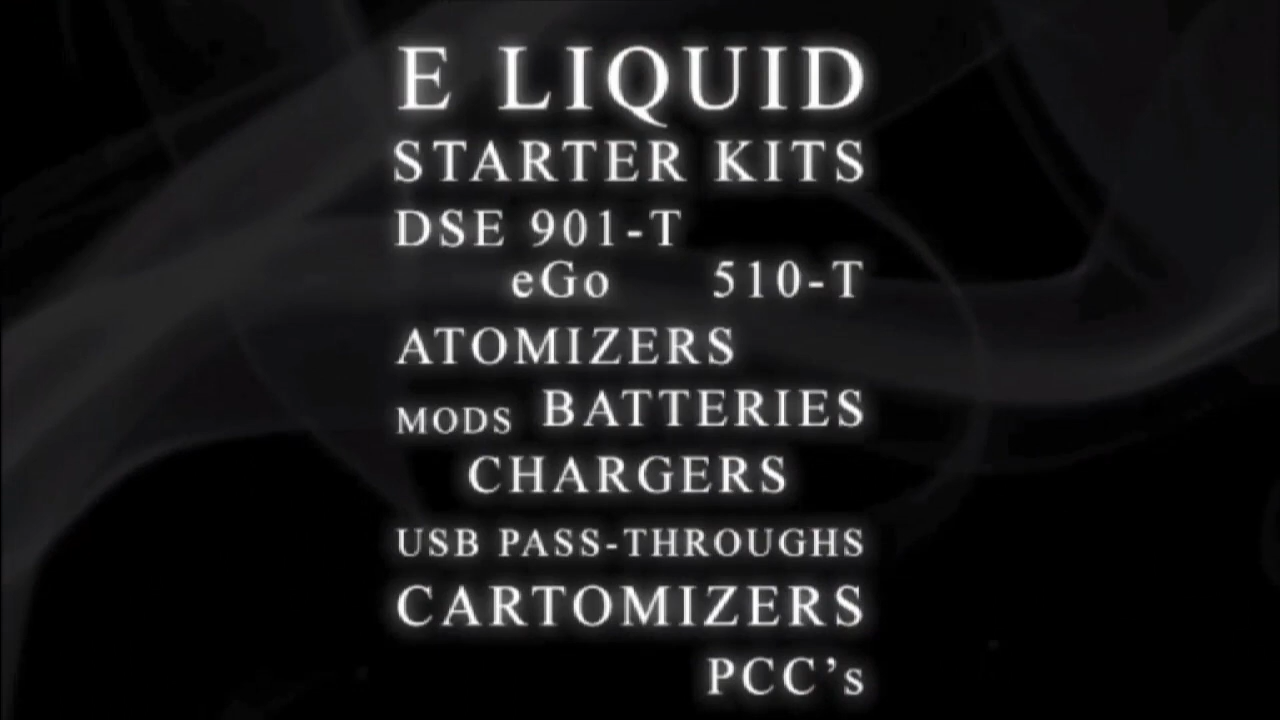 E LIQUID
STARTER KITS
DSE 901-T
eGo 510-T
ATOMIZERS
MODS BATTERIES
CHARGERS
USB PASS-THROUGHS
CARTOMIZERS
PCC's